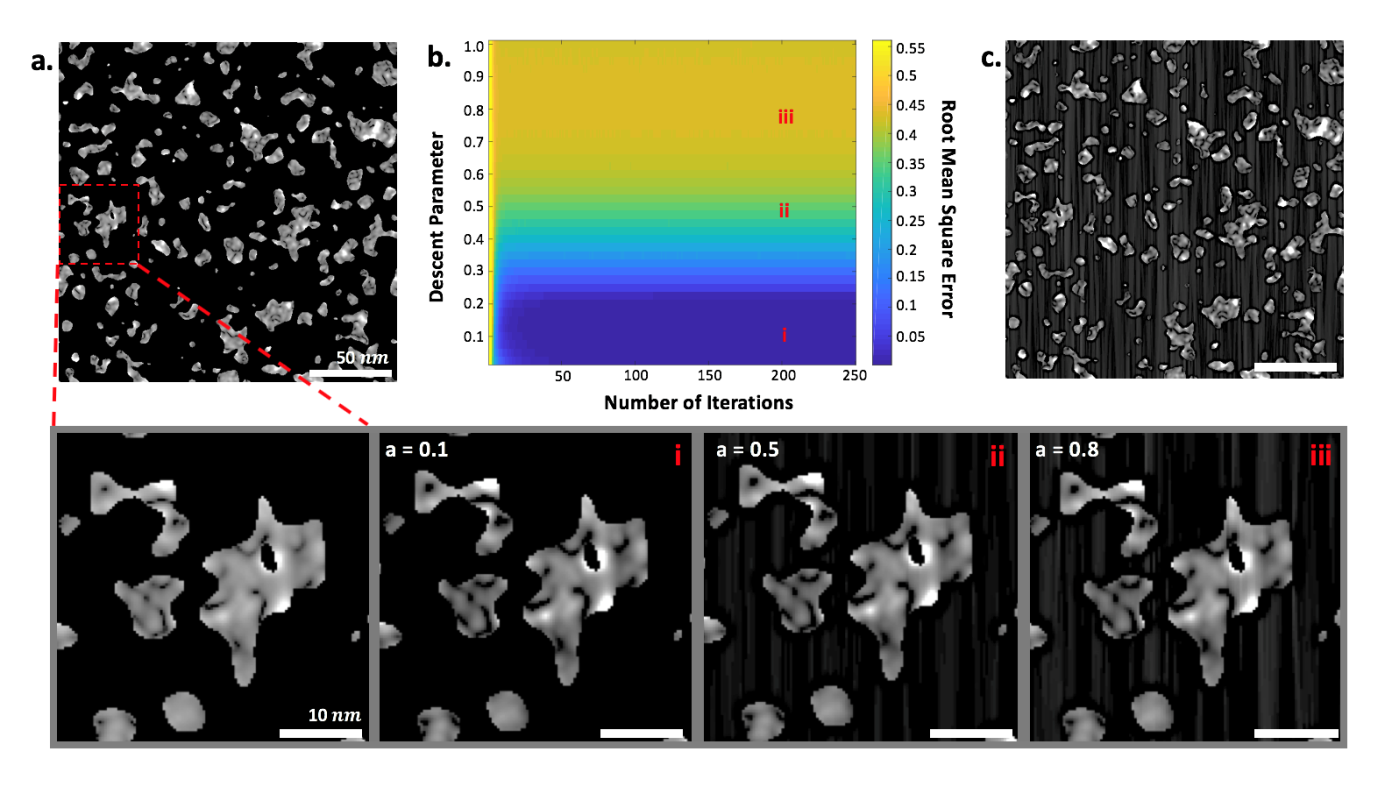 a.
50 nm
b.
1.0
0.9
0.8
0.7
0.6
0.5
0.4
0.3
0.2
0.1
Descent Parameter
50
100
150
200
250
Number of Iterations
iii
ii
i
0.55
0.5
0.45
0.4
0.35
0.3
0.25
0.2
0.15
0.1
0.05
Root Mean Square Error
c.
10 nm
a = 0.1
i
a = 0.5
ii
a = 0.8
iii